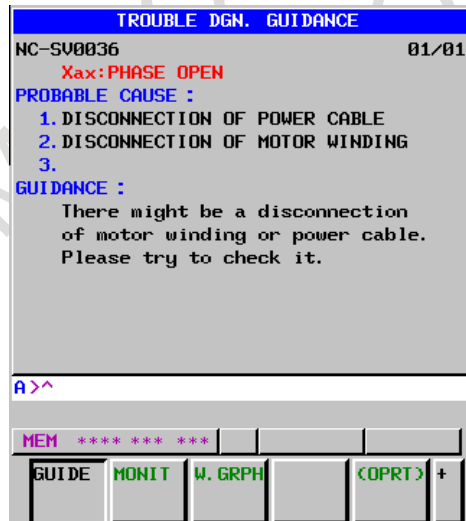 TROUBLE DGN. GUIDANCE
NC-SV0036 01/01
Xax:PHASE OPEN
PROBABLE CAUSE :
1. DISCONNECTION OF POWER CABLE
2. DISCONNECTION OF MOTOR WINDING
3.
GUIDANCE :
There might be a disconnection
of motor winding or power cable.
Please try to check it.
A>^
MEM **** *** ***
GUIDE MONIT W.GRPH (OPRT) +